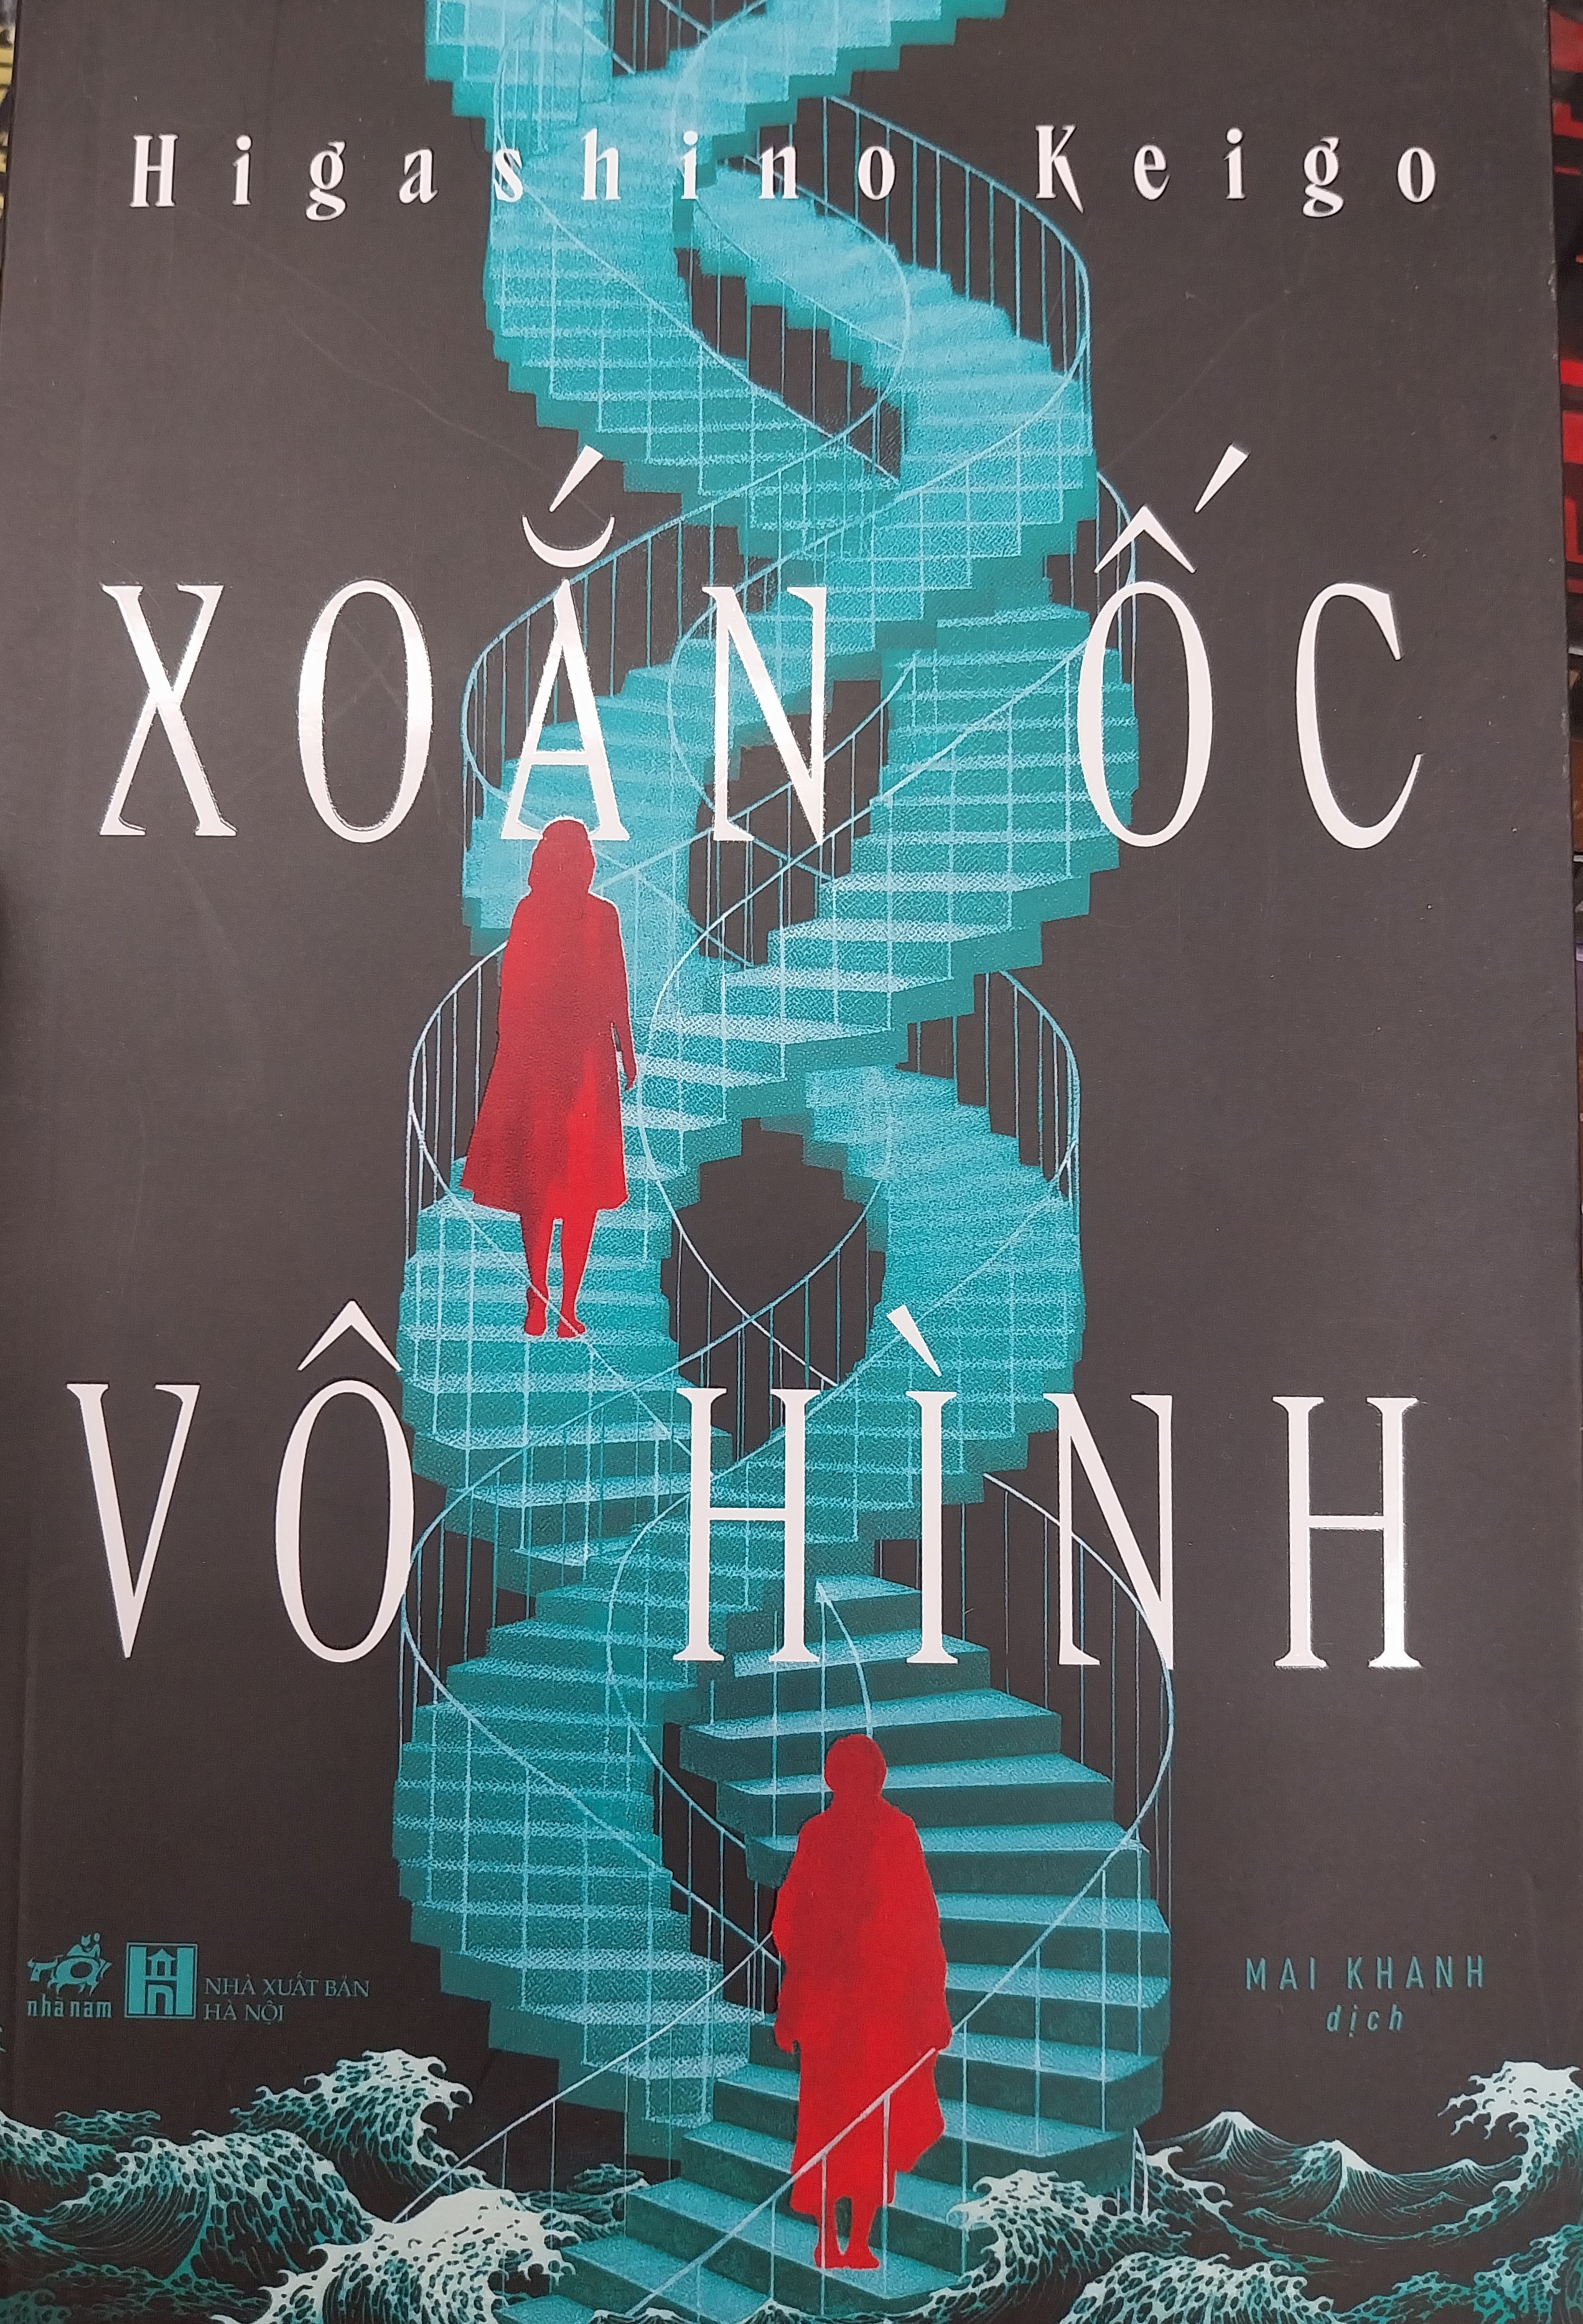 Higashino Keigo
XOẮN ỐC
VÔ HÌNH
nhã nam
NHÀ XUẤT BẢN
HÀ NỘI
MAI KHANH
dịch